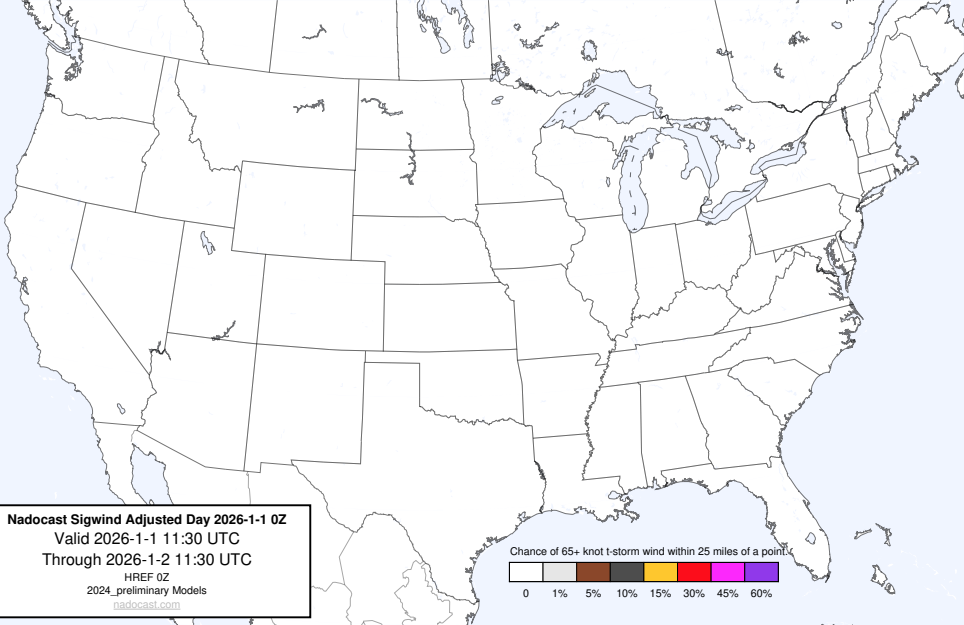 Nadocast Sigwind Adjusted Day 2026-1-1 0Z
Valid 2026-1-1 11:30 UTC
Through 2026-1-2 11:30 UTC
HREF 0Z
2024_preliminary Models
nadocast.com
Chance of 65+ knot t-storm wind within 25 miles of a point.
0 1% 5% 10% 15% 30% 45% 60%